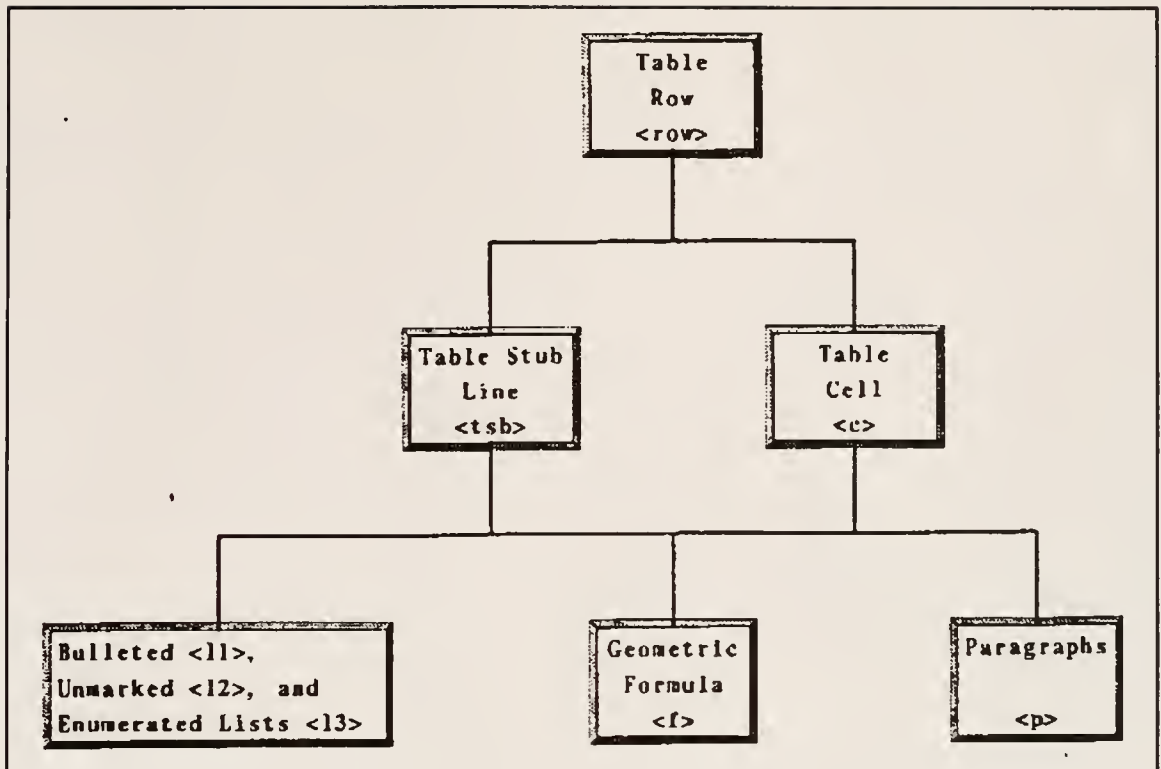 Table
Row
<row>
Table Stub
Line
<tsb>
Table
Cell
<c>
Bulleted <l1>,
Unmarked <l2>, and
Enumerated Lists <l3>
Geometric
Formula
<f>
Paragraphs
<p>